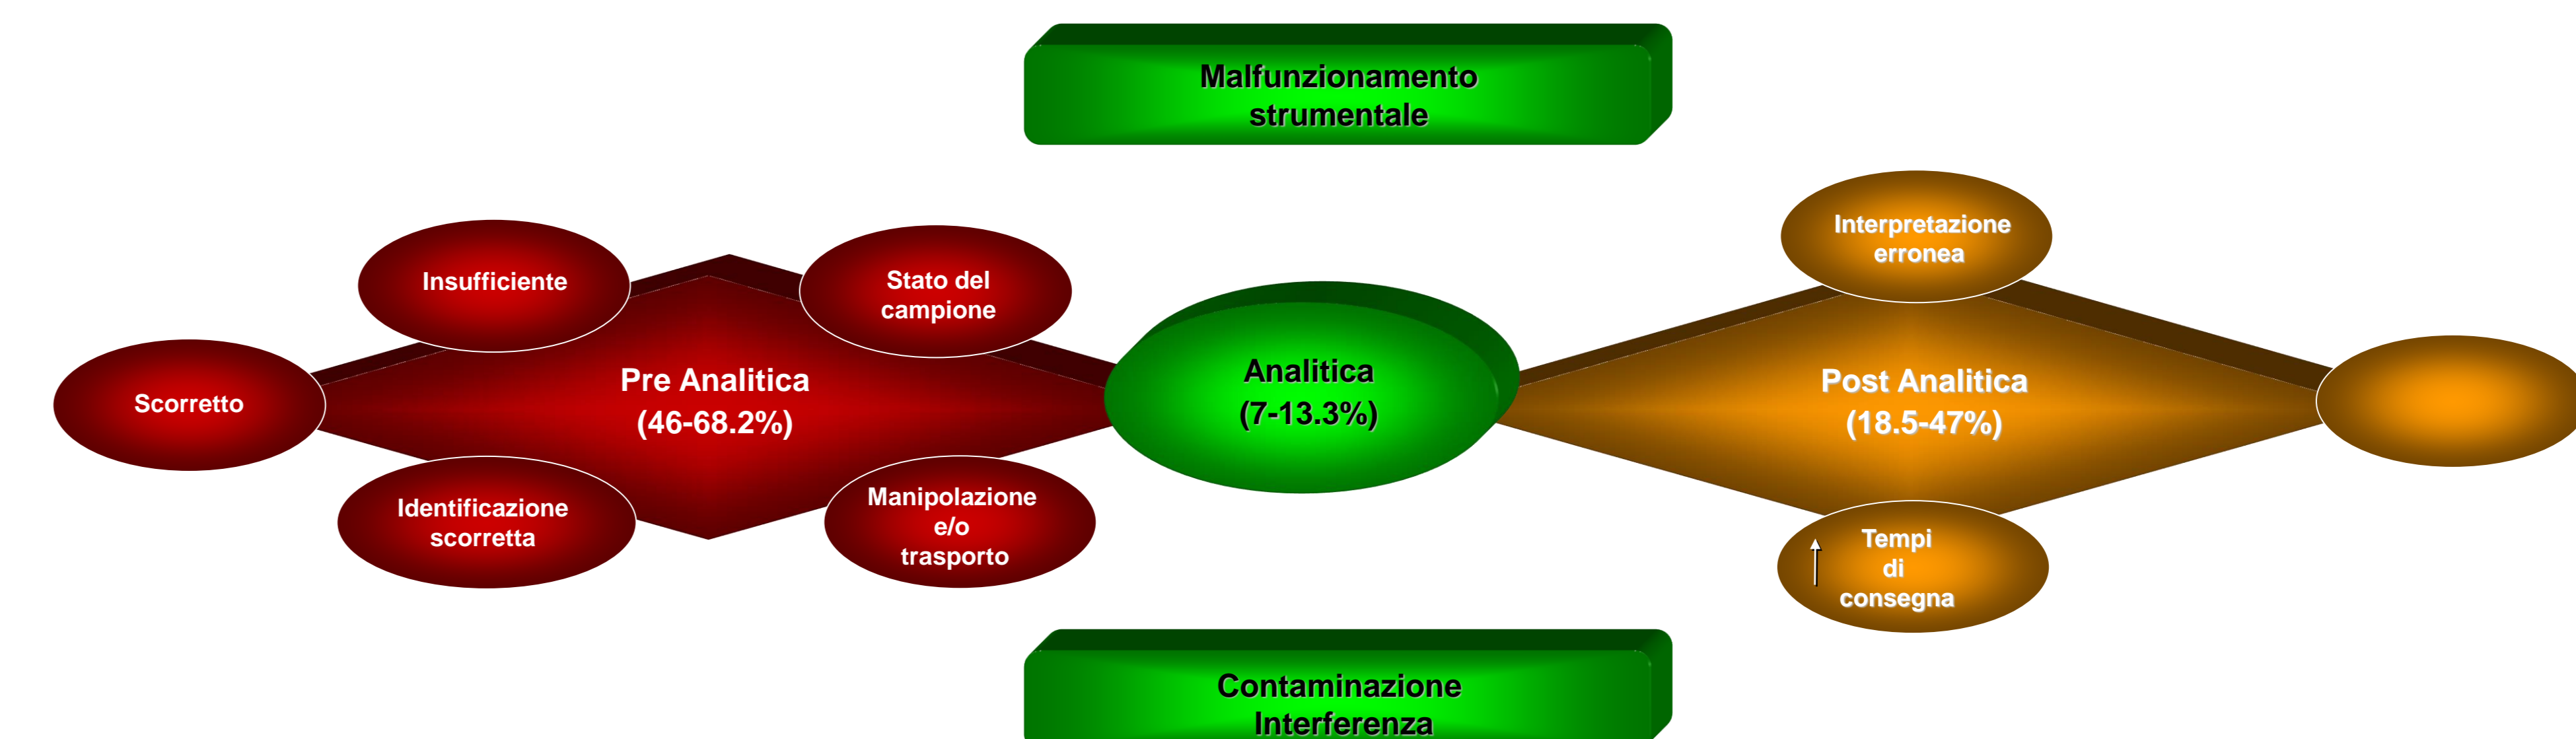 Malfunzionamento
strumentale
Insufficiente
Stato del
campione
Scorretto
Pre Analitica
(46-68.2%)
Identificazione
scorretta
Manipolazione
e/o
trasporto
Analitica
(7-13.3%)
Interpretazione
erronea
Post Analitica
(18.5-47%)
Tempi
di
consegna
Contaminazione
Interferenza